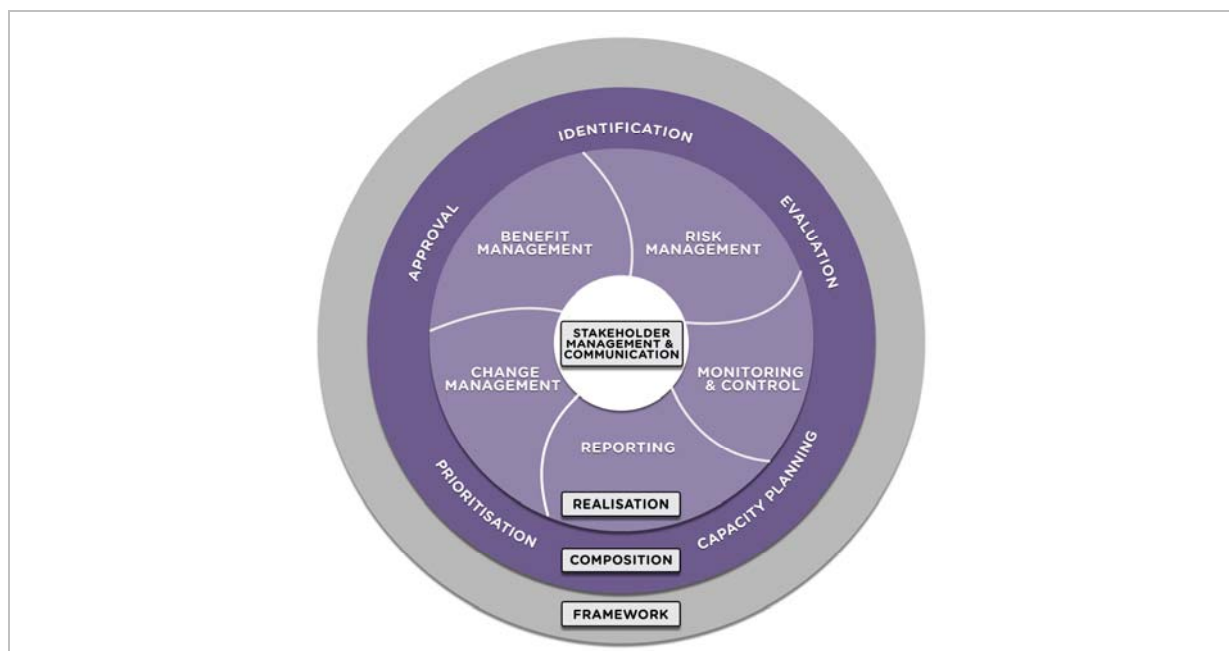 IDENTIFICATION
APPROVAL
EVALUATION
BENEFIT
MANAGEMENT
RISK
MANAGEMENT
STAKEHOLDER
MANAGEMENT &
COMMUNICATION
CHANGE
MANAGEMENT
MONITORING
& CONTROL
REPORTING
PRIORITISATION
CAPACITY PLANNING
REALISATION
COMPOSITION
FRAMEWORK